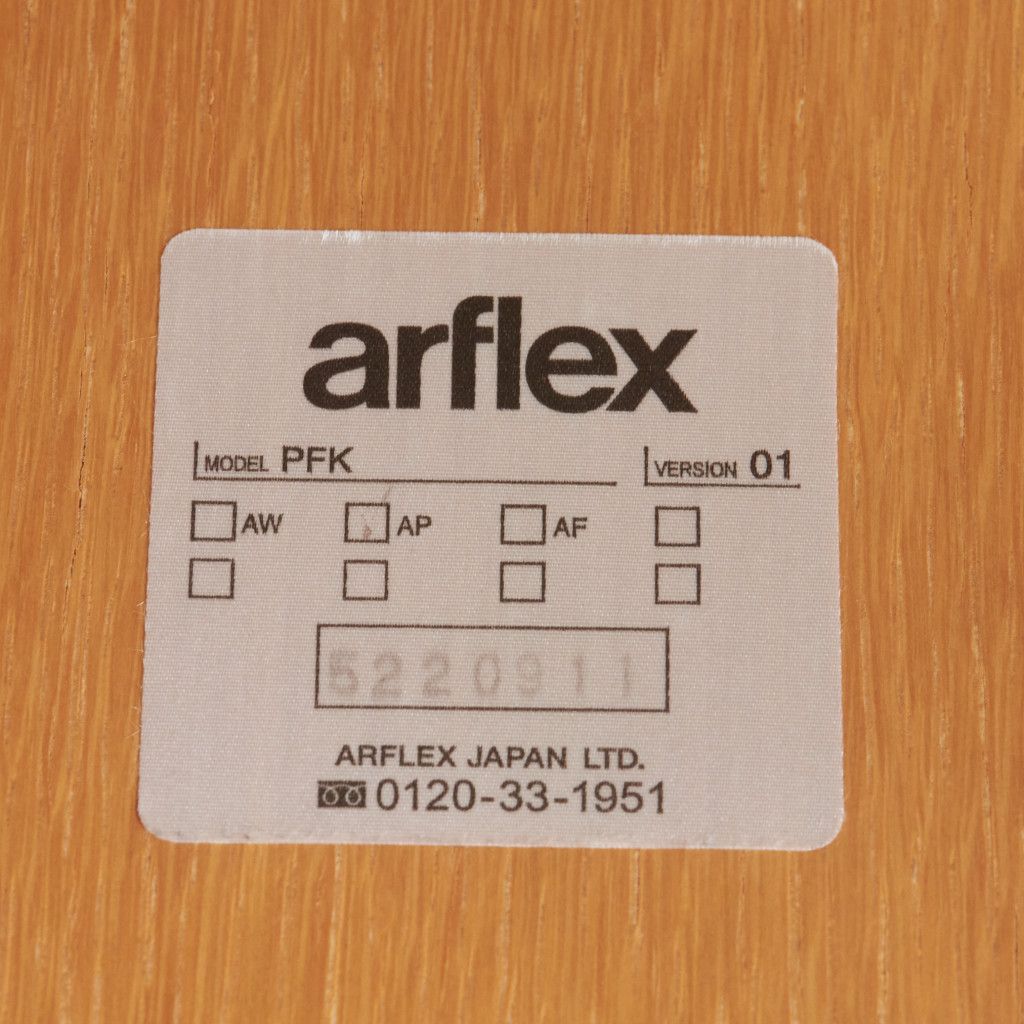 arflex
MODEL PFK VERSION 01
AW AP AF
5220911
ARFLEX JAPAN LTD.
0120-33-1951